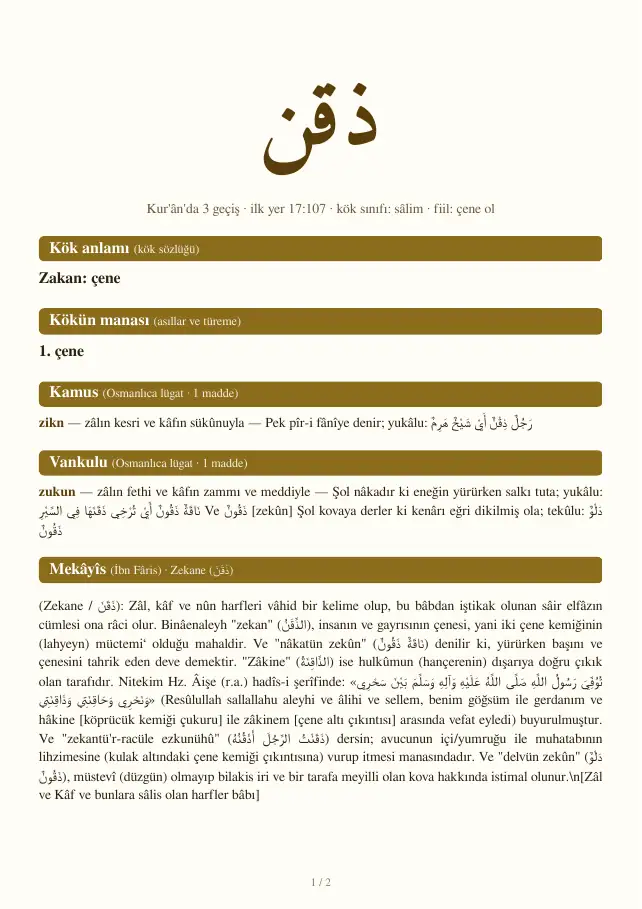 ذقن
Kur'ân'da 3 geçiş · ilk yer 17:107 · kök sınıfı: sâlim · fiil: çene ol
Kök anlamı (kök sözlüğü)
Zakan: çene
Kökün manası (asıllar ve türeme)
1. çene
Kamus (Osmanlıca lügat · 1 madde)
zikn — zâlın kesri ve kâfın sükûnuyla — Pek pîr-i fânîye denir; yukâlu: رَجُلٌ ذِقْنٌ أَيْ شَيْخٌ هَرِمٌ
Vankulu (Osmanlıca lügat · 1 madde)
zukun — zâlın fethi ve kâfın zammı ve meddiyle — Şol nâkadır ki eneğin yürürken salkı tuta; yukâlu:
نَاقَةٌ ذَقُونٌ أَيْ تُرْخِي ذَقَنَهَا فِي السَّيْرِ Ve ذَقُونٌ [zekûn] Şol kovaya derler ki kenârı eğri dikilmiş ola; tekûlu: دَلْوٌ
ذَقُونٌ
Mekâyîs (İbn Fâris) · Zekane (ذَقَنَ)
(Zekane / ذَقَنَ): Zâl, kâf ve nûn harfleri vâhid bir kelime olup, bu bâbdan iştikak olunan sâir elfâzın
cümlesi ona râci olur. Binâenaleyh "zekan" (الذَّقَنُ), insanın ve gayrısının çenesi, yani iki çene kemiğinin
(lahyeyn) müctemi‘ olduğu mahaldir. Ve "nâkatün zekûn" (نَاقَةٌ ذَقُونٌ) denilir ki, yürürken başını ve
çenesini tahrik eden deve demektir. "Zâkine" (الذَّاقِنَةُ) ise hulkûmun (hançerenin) dışarıya doğru çıkık
olan tarafıdır. Nitekim Hz. Âişe (r.a.) hadîs-i şerîfinde: «تُوُفِّيَ رَسُولُ اللَّهِ صَلَّى اللَّهُ عَلَيْهِ وَآلِهِ وَسَلَّمَ بَيْنَ سَحْرِي
وَنَحْرِي وَحَاقِنَتِي وَذَاقِنَتِي» (Resûlullah sallallahu aleyhi ve âlihi ve sellem, benim göğsüm ile gerdanım ve
hâkine [köprücük kemiği çukuru] ile zâkinem [çene altı çıkıntısı] arasında vefat eyledi) buyurulmuştur.
Ve "zekantü'r-racüle ezkunühû" (ذَقَنْتُ الرَّجُلَ أَذْقُنُهُ) dersin; avucunun içi/yumruğu ile muhatabının
lihzimesine (kulak altındaki çene kemiği çıkıntısına) vurup itmesi manasındadır. Ve "delvün zekûn" (دَلْوٌ
ذَقُونٌ), müstevî (düzgün) olmayıp bilakis iri ve bir tarafa meyilli olan kova hakkında istimal olunur.\n[Zâl
ve Kâf ve bunlara sâlis olan harfler bâbı]
1 / 2